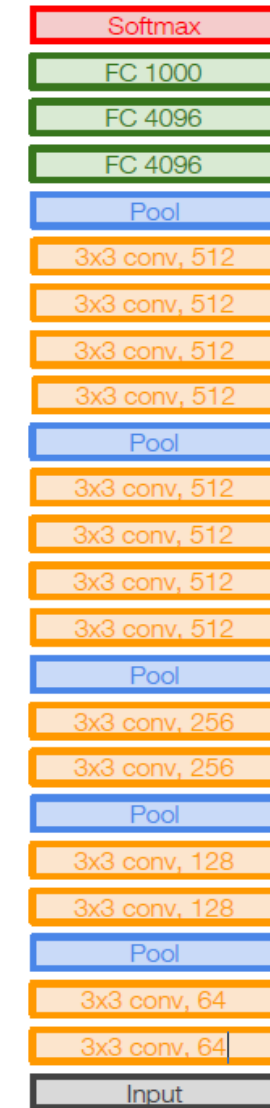 Softmax
FC 1000
FC 4096
FC 4096
Pool
3x3 conv, 512
3x3 conv, 512
3x3 conv, 512
3x3 conv, 512
Pool
3x3 conv, 512
3x3 conv, 512
3x3 conv, 512
3x3 conv, 512
Pool
3x3 conv, 256
3x3 conv, 256
Pool
3x3 conv, 128
3x3 conv, 128
Pool
3x3 conv, 64
3x3 conv, 64
Input